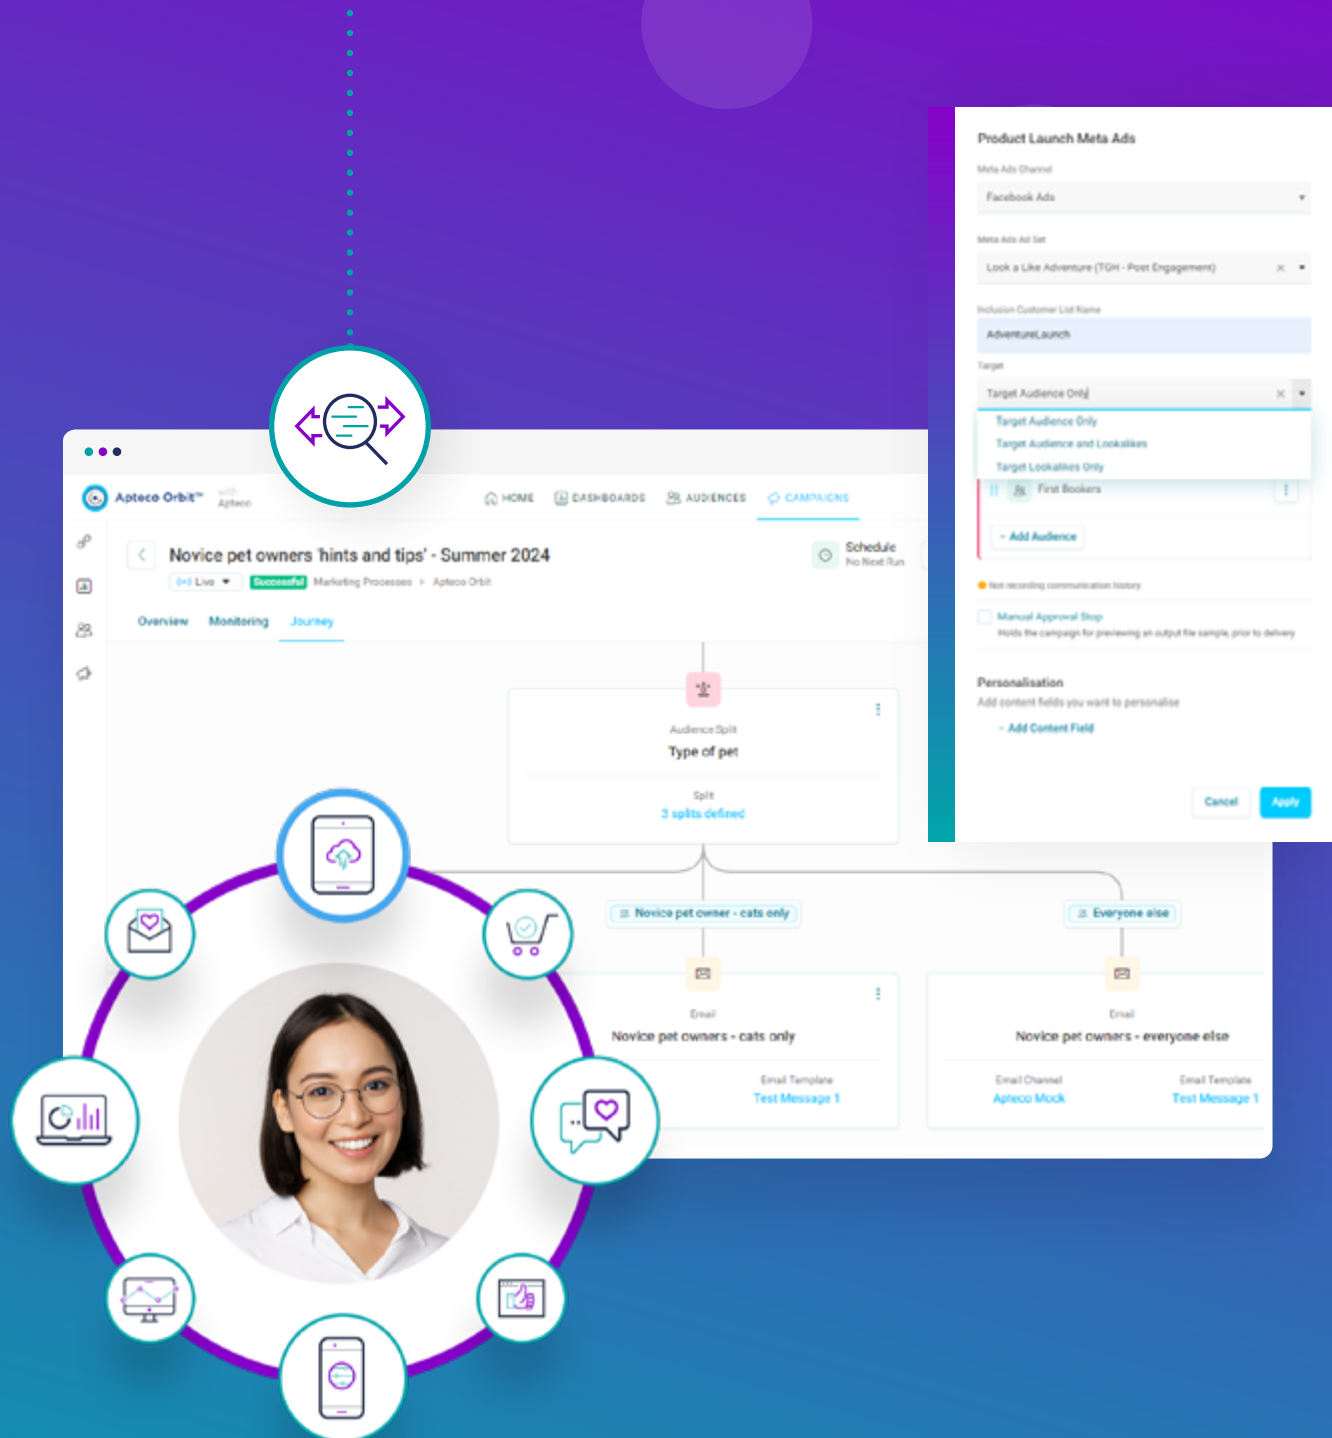 Product Launch Meta Ads
Meta Ads Channel
Facebook Ads
Meta Ads Ad Set
Look a Like Adventure (TGH - Post Engagement)
Inclusion Customer List Name
AdventureLaunch
Target
Target Audience Only
Target Audience Only
Target Audience and Lookalikes
Target Lookalikes Only
First Bookers
Add Audience
Not recording communication history
Manual Approval Stop
Holds the campaign for previewing an output file sample, prior to delivery
Personalisation
Add content fields you want to personalise
Add Content Field
Cancel Apply
Apteco Orbit™ with Apteco
HOME DASHBOARDS AUDIENCES CAMPAIGNS
Novice pet owners 'hints and tips' - Summer 2024
Schedule
No Next Run
Live Successful Marketing Processes > Apteco Orbit
Overview Monitoring Journey
Audience Split
Type of pet
Split
3 splits defined
Novice pet owner - cats only
Everyone else
Email
Novice pet owners - cats only
Email Template
Test Message 1
Email
Novice pet owners - everyone else
Email Channel Email Template
Apteco Mock Test Message 1